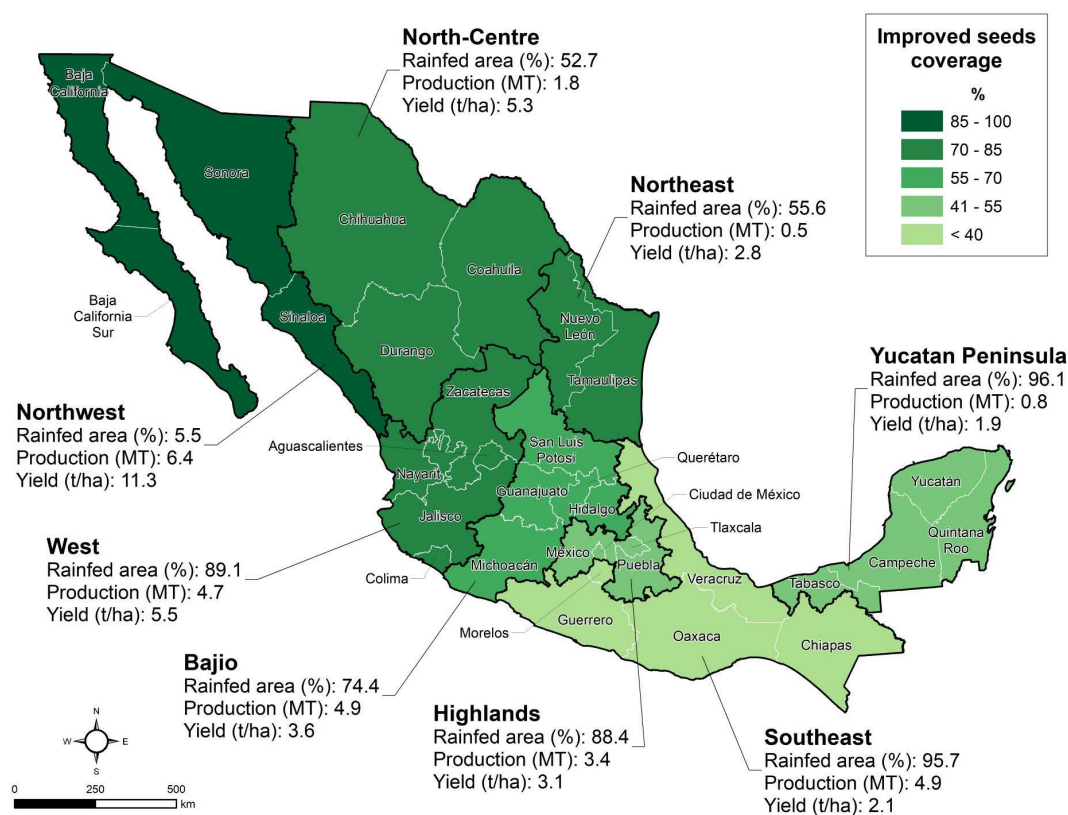 North-Centre
Rainfed area (%): 52.7
Production (MT): 1.8
Yield (t/ha): 5.3
Improved seeds
coverage
%
85 - 100
70 - 85
55 - 70
41 - 55
< 40
Northeast
Rainfed area (%): 55.6
Production (MT): 0.5
Yield (t/ha): 2.8
Baja
California
Sonora
Chihuahua
Coahuila
Baja
California
Sur
Sinaloa
Nuevo
León
Durango
Tamaulipas
Zacatecas
Yucatan Peninsula
Rainfed area (%): 96.1
Production (MT): 0.8
Yield (t/ha): 1.9
Northwest
Rainfed area (%): 5.5
Production (MT): 6.4
Yield (t/ha): 11.3
Aguascalientes
San Luis
Potosí
Querétaro
Nayarit
Guanajuato
Hidalgo
Ciudad de México
Yucatán
Jalisco
Tlaxcala
Quintana
Roo
West
Rainfed area (%): 89.1
Production (MT): 4.7
Yield (t/ha): 5.5
México
Campeche
Colima
Michoacán
Puebla
Veracruz
Tabasco
Morelos
Guerrero
Oaxaca
Chiapas
Bajio
Rainfed area (%): 74.4
Production (MT): 4.9
Yield (t/ha): 3.6
Highlands
Rainfed area (%): 88.4
Production (MT): 3.4
Yield (t/ha): 3.1
Southeast
Rainfed area (%): 95.7
Production (MT): 4.9
Yield (t/ha): 2.1
N
W E
S
0 250 500
km